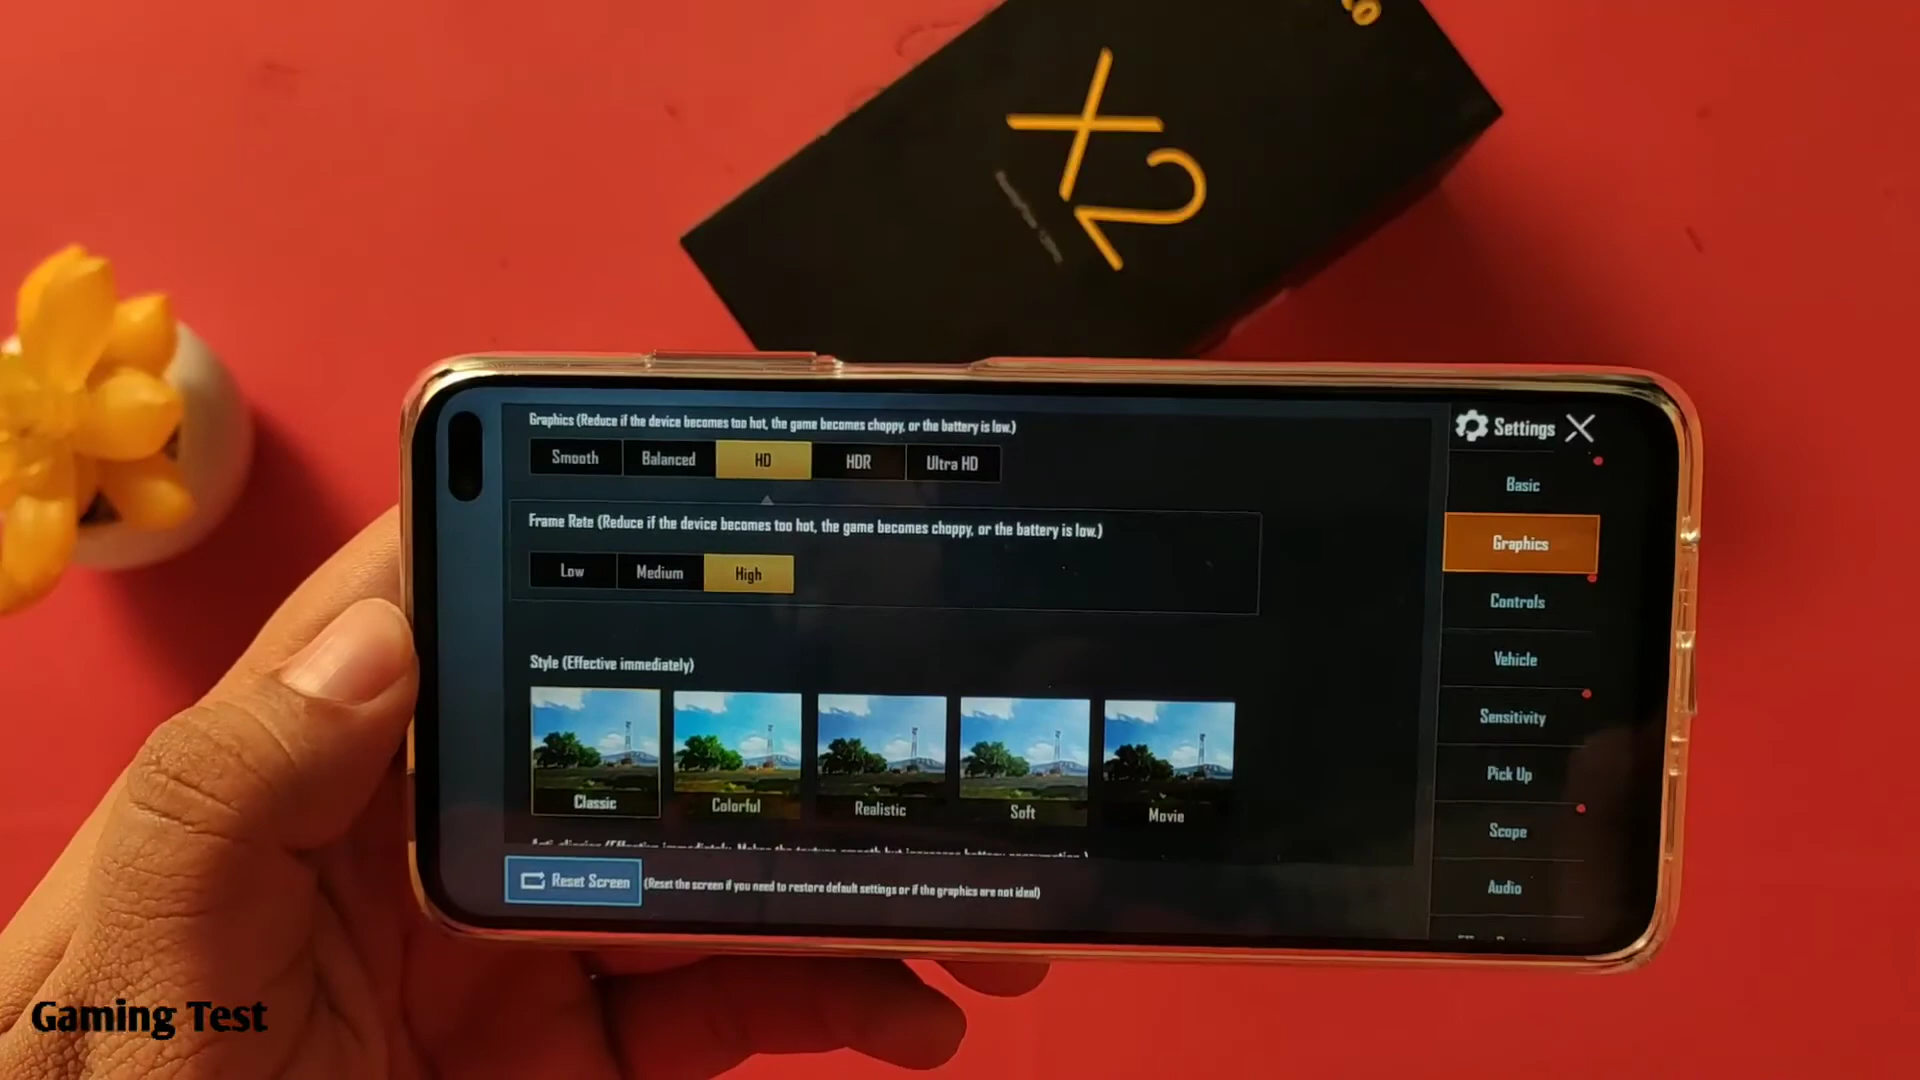 X2
Graphics (Reduce if the device becomes too hot, the game becomes choppy, or the battery is low.)
Smooth
Balanced
HD
HDR
Ultra HD
Frame Rate (Reduce if the device becomes too hot, the game becomes choppy, or the battery is low.)
Low
Medium
High
Style (Effective immediately)
Classic
Colorful
Realistic
Soft
Movie
Reset Screen
(Reset the screen if you need to restore default settings or if the graphics are not ideal)
Settings
Basic
Graphics
Controls
Vehicle
Sensitivity
Pick Up
Scope
Audio
Gaming Test